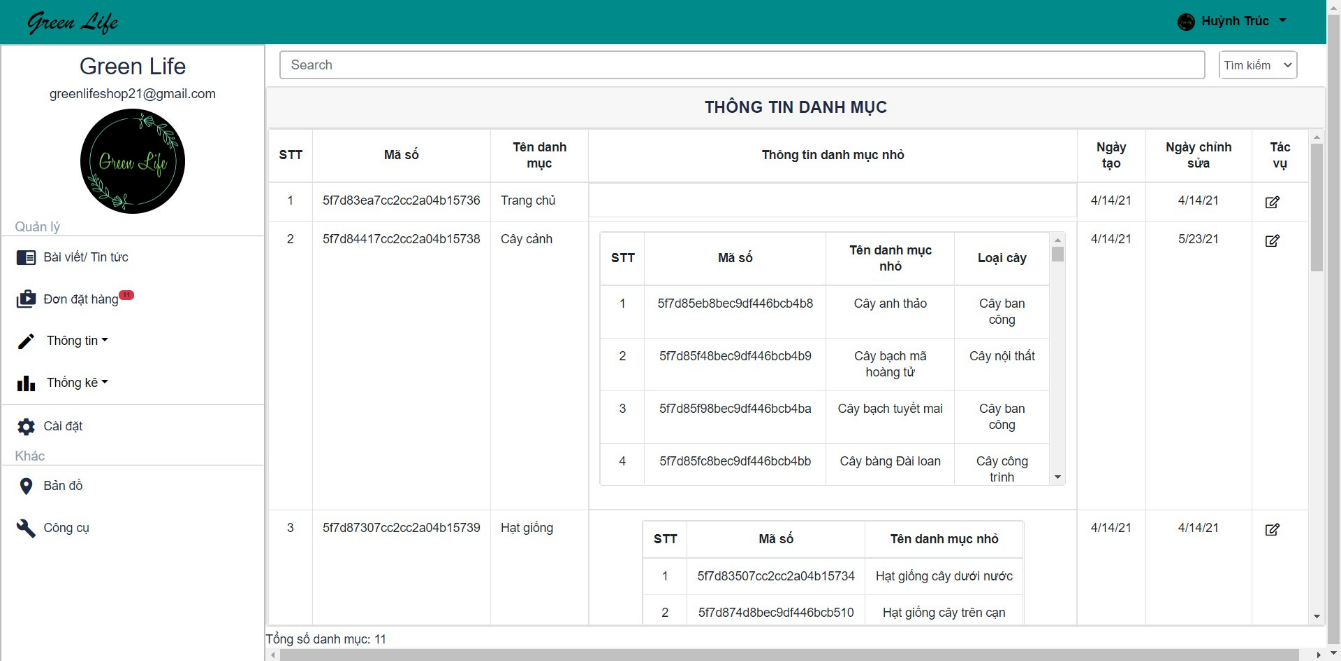 Green Life
Huỳnh Trúc
Green Life
greenlifeshop21@gmail.com
Green Life
Quản lý
Bài viết/ Tin tức
Đơn đặt hàng
Thông tin
Thống kê
Cài đặt
Khác
Bản đồ
Công cụ
Search
Tìm kiếm
THÔNG TIN DANH MỤC
STT Mã số Tên danh mục Thông tin danh mục nhỏ Ngày tạo Ngày chỉnh sửa Tác vụ
1 5f7d83ea7cc2cc2a04b15736 Trang chủ 4/14/21 4/14/21
2 5f7d84417cc2cc2a04b15738 Cây cảnh 4/14/21 5/23/21
STT Mã số Tên danh mục nhỏ Loại cây
1 5f7d85eb8bec9df446bcb4b8 Cây anh thảo Cây ban công
2 5f7d85f48bec9df446bcb4b9 Cây bạch mã hoàng tử Cây nội thất
3 5f7d85f98bec9df446bcb4ba Cây bạch tuyết mai Cây ban công
4 5f7d85fc8bec9df446bcb4bb Cây bàng Đài loan Cây công trình
3 5f7d87307cc2cc2a04b15739 Hạt giống 4/14/21 4/14/21
STT Mã số Tên danh mục nhỏ
1 5f7d83507cc2cc2a04b15734 Hạt giống cây dưới nước
2 5f7d874d8bec9df446bcb510 Hạt giống cây trên cạn
Tổng số danh mục: 11